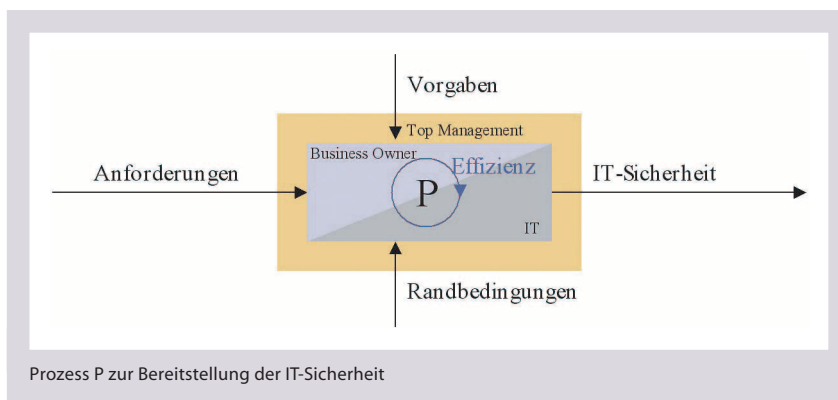 Vorgaben
Top Management
Business Owner
Effizienz
Anforderungen
P
IT-Sicherheit
IT
Randbedingungen
Prozess P zur Bereitstellung der IT-Sicherheit